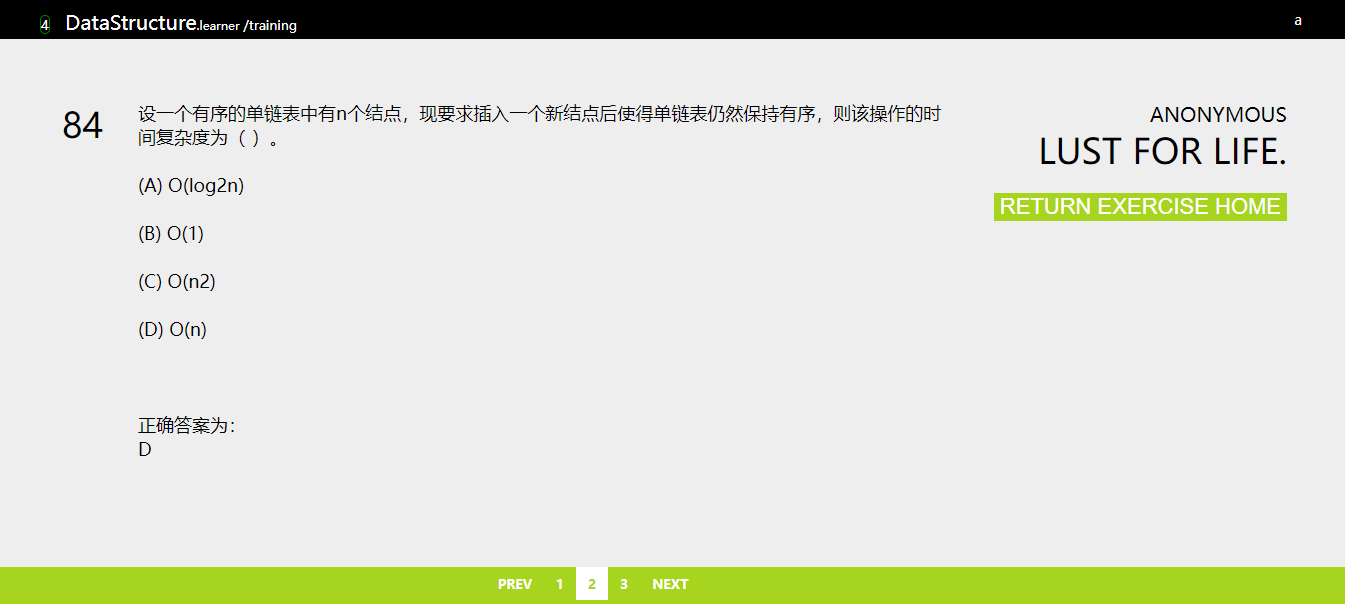 4 DataStructure.learner /training
a
84
设一个有序的单链表中有n个结点，现要求插入一个新结点后使得单链表仍然保持有序，则该操作的时
间复杂度为（ ）。
(A) O(log2n)
(B) O(1)
(C) O(n2)
(D) O(n)
正确答案为：
D
ANONYMOUS
LUST FOR LIFE.
RETURN EXERCISE HOME
PREV 1 2 3 NEXT